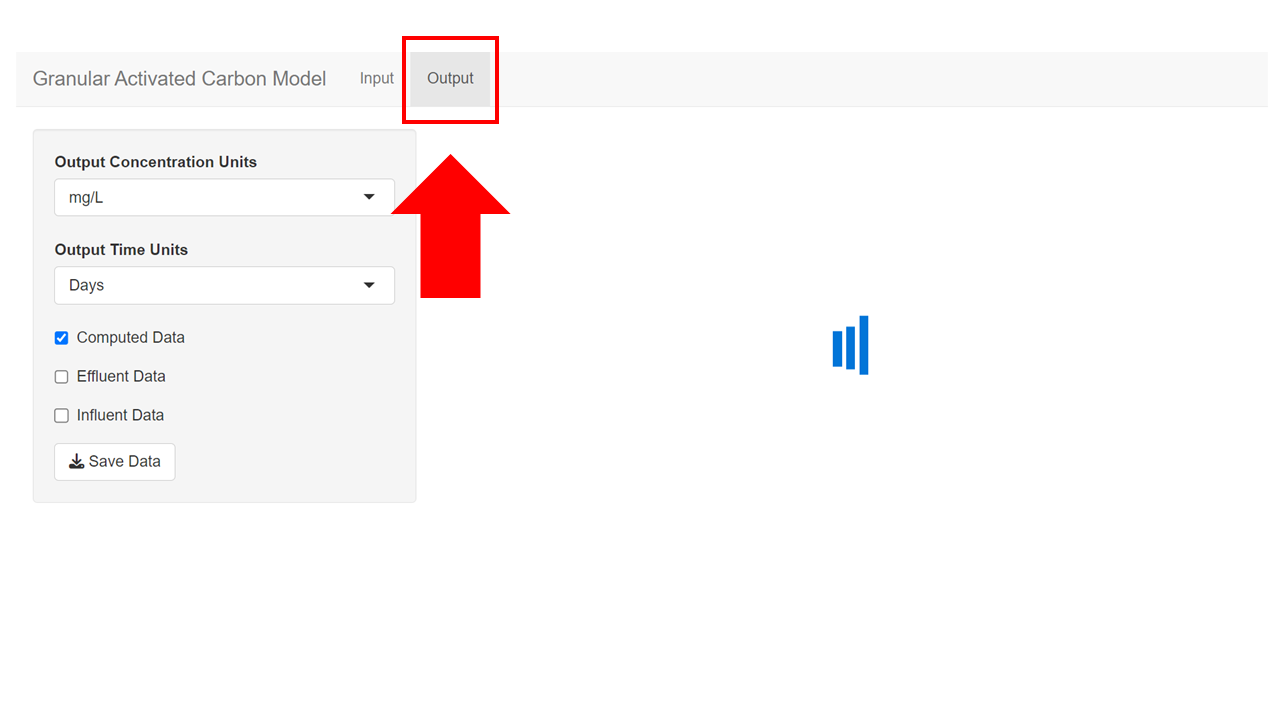 Granular Activated Carbon Model Input Output
Output Concentration Units
mg/L
Output Time Units
Days
Computed Data
Effluent Data
Influent Data
Save Data